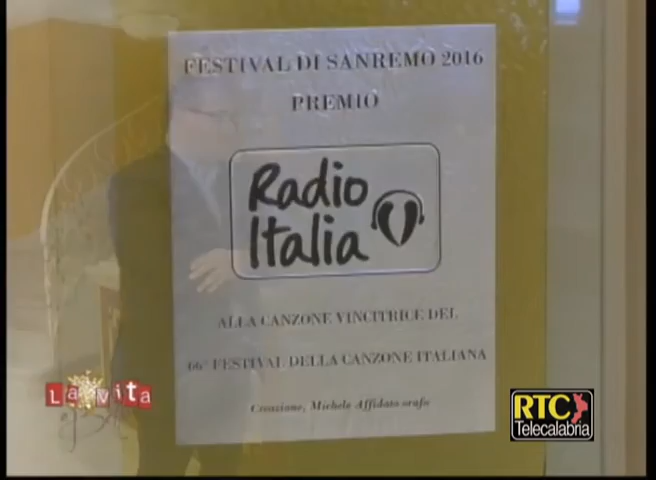 FESTIVAL DI SANREMO 2016
PREMIO
Radio
Italia
ALLA CANZONE VINCITRICE DEL
66° FESTIVAL DELLA CANZONE ITALIANA
Creazione, Michele Affidato orafo
La vita
RTC
Telecalabria